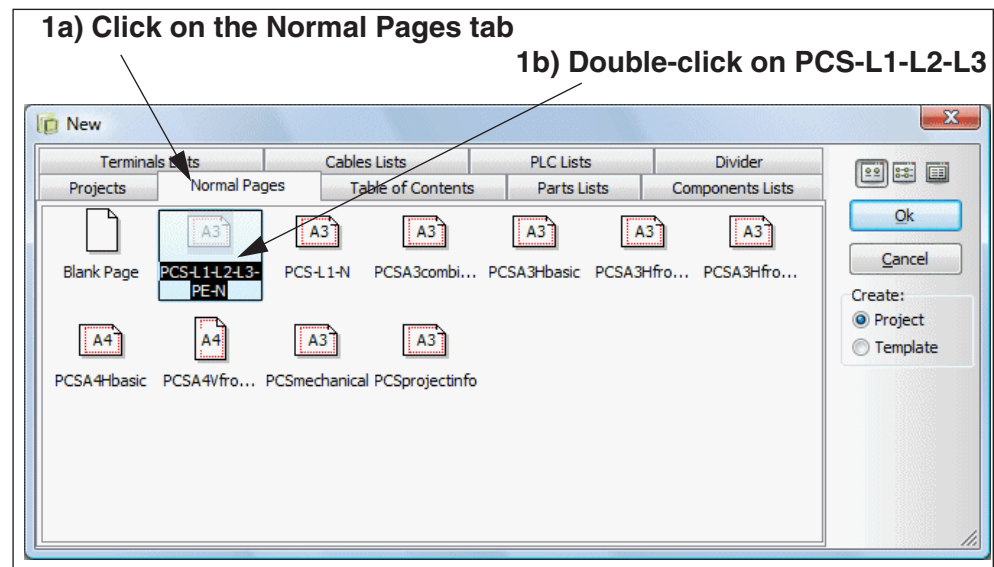 1a) Click on the Normal Pages tab
1b) Double-click on PCS-L1-L2-L3
New
Terminals Lists
Cables Lists
PLC Lists
Divider
Projects
Normal Pages
Table of Contents
Parts Lists
Components Lists
A3
A3
A3
A3
A3
A3
Blank Page
PCS-L1-L2-L3-
PE-N
PCS-L1-N
PCSA3combi...
PCSA3Hbasic
PCSA3Hfro...
PCSA3Hfro...
A4
A4
A3
A3
PCSA4Hbasic
PCSA4Vfro...
PCSmechanical
PCSprojectinfo
Ok
Cancel
Create:
Project
Template